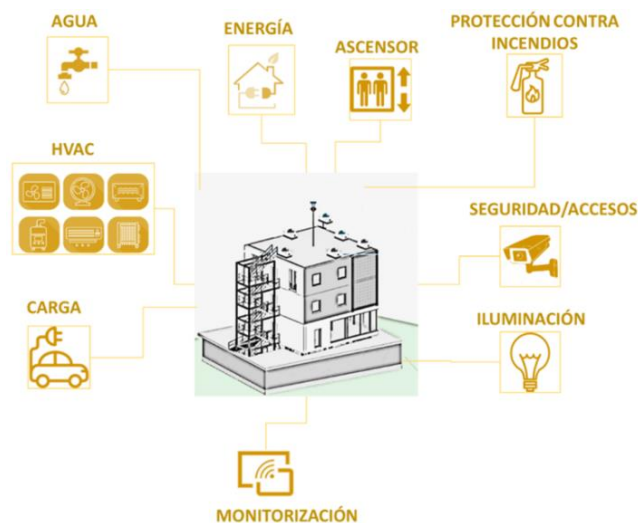 AGUA
ENERGÍA
ASCENSOR
PROTECCIÓN CONTRA
INCENDIOS
HVAC
SEGURIDAD/ACCESOS
CARGA
ILUMINACIÓN
MONITORIZACIÓN